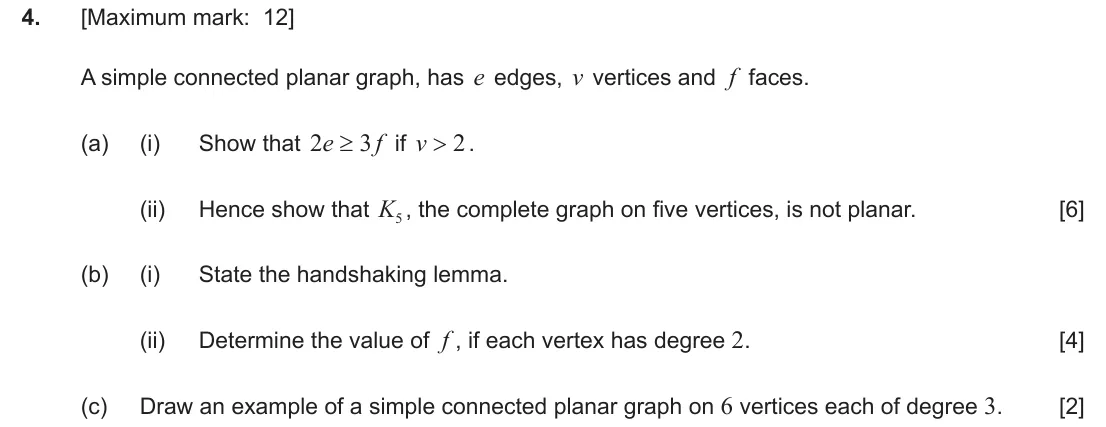 4. [Maximum mark: 12]
A simple connected planar graph, has e edges, v vertices and f faces.
(a) (i) Show that 2e ≥ 3f if v > 2.
(ii) Hence show that K₅, the complete graph on five vertices, is not planar. [6]
(b) (i) State the handshaking lemma.
(ii) Determine the value of f, if each vertex has degree 2. [4]
(c) Draw an example of a simple connected planar graph on 6 vertices each of degree 3. [2]